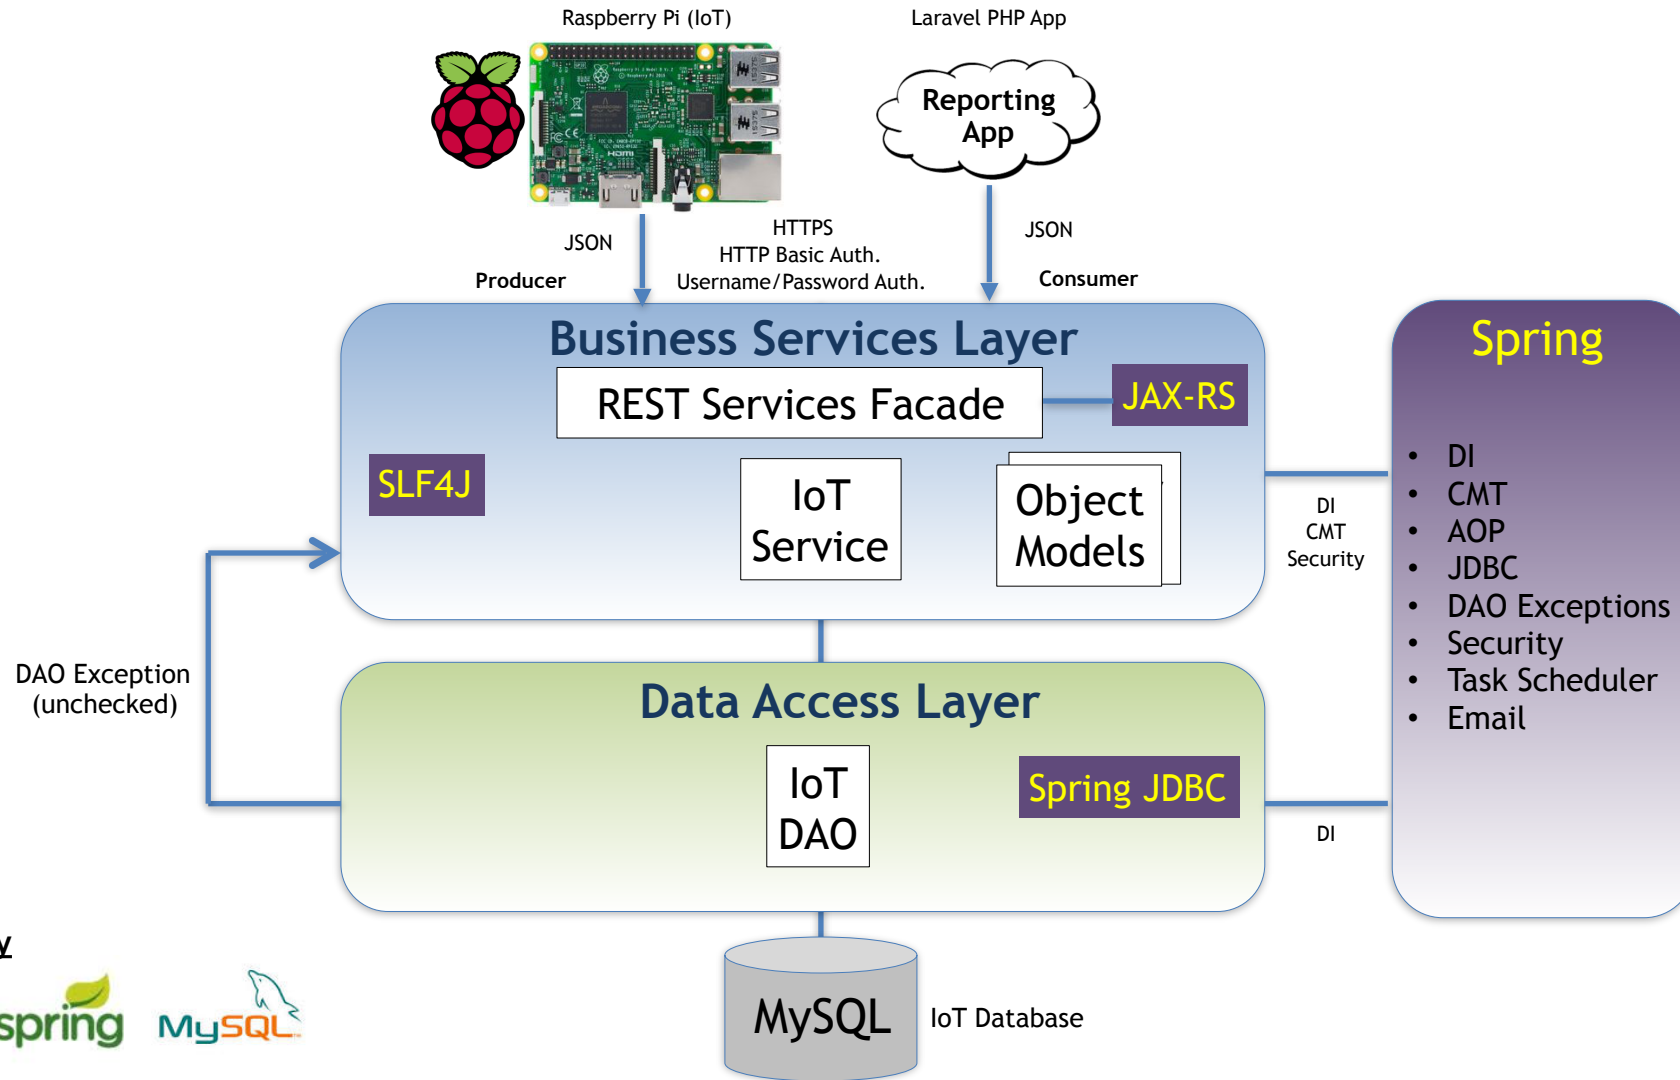 Raspberry Pi (IoT)
Laravel PHP App
HDMI
Reporting
App
JSON
HTTPS
HTTP Basic Auth.
Username/Password Auth.
JSON
Producer
Consumer
Business Services Layer
REST Services Facade
JAX-RS
SLF4J
IoT
Service
Object
Models
DI
CMT
Security
Spring
• DI
• CMT
• AOP
• JDBC
• DAO Exceptions
• Security
• Task Scheduler
• Email
DAO Exception
(unchecked)
Data Access Layer
IoT
DAO
Spring JDBC
DI
y
spring
MySQL
MySQL
IoT Database